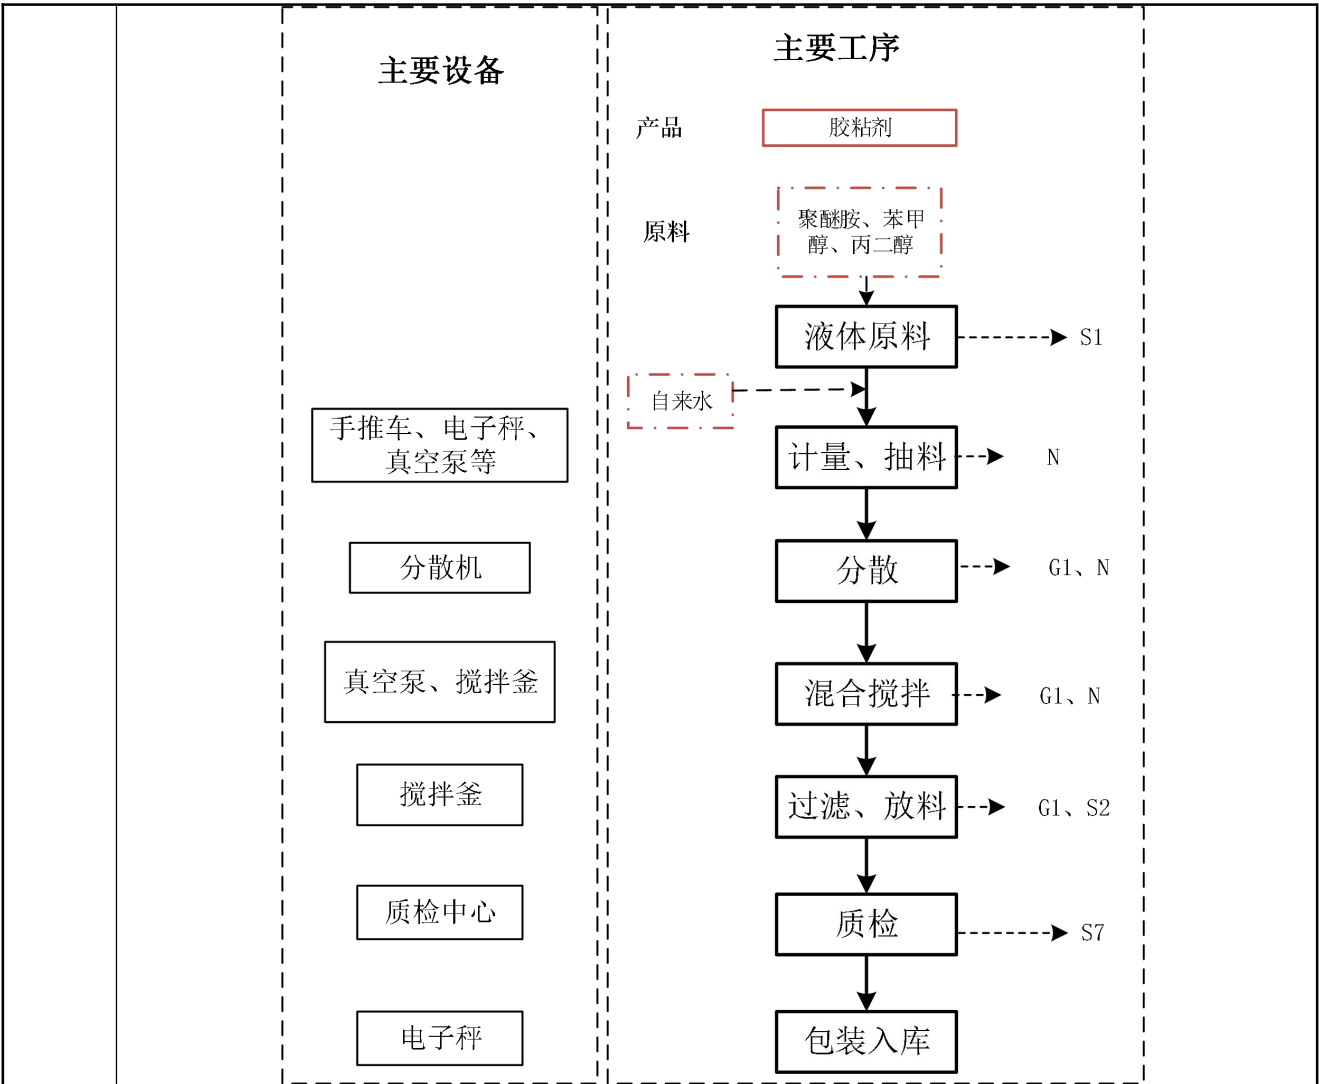 主要设备
主要工序
产品
胶粘剂
原料
聚醚胺、苯甲
醇、丙二醇
液体原料
S1
自来水
手推车、电子秤、
真空泵等
计量、抽料
N
分散机
分散
G1、N
真空泵、搅拌釜
混合搅拌
G1、N
搅拌釜
过滤、放料
G1、S2
质检中心
质检
S7
电子秤
包装入库